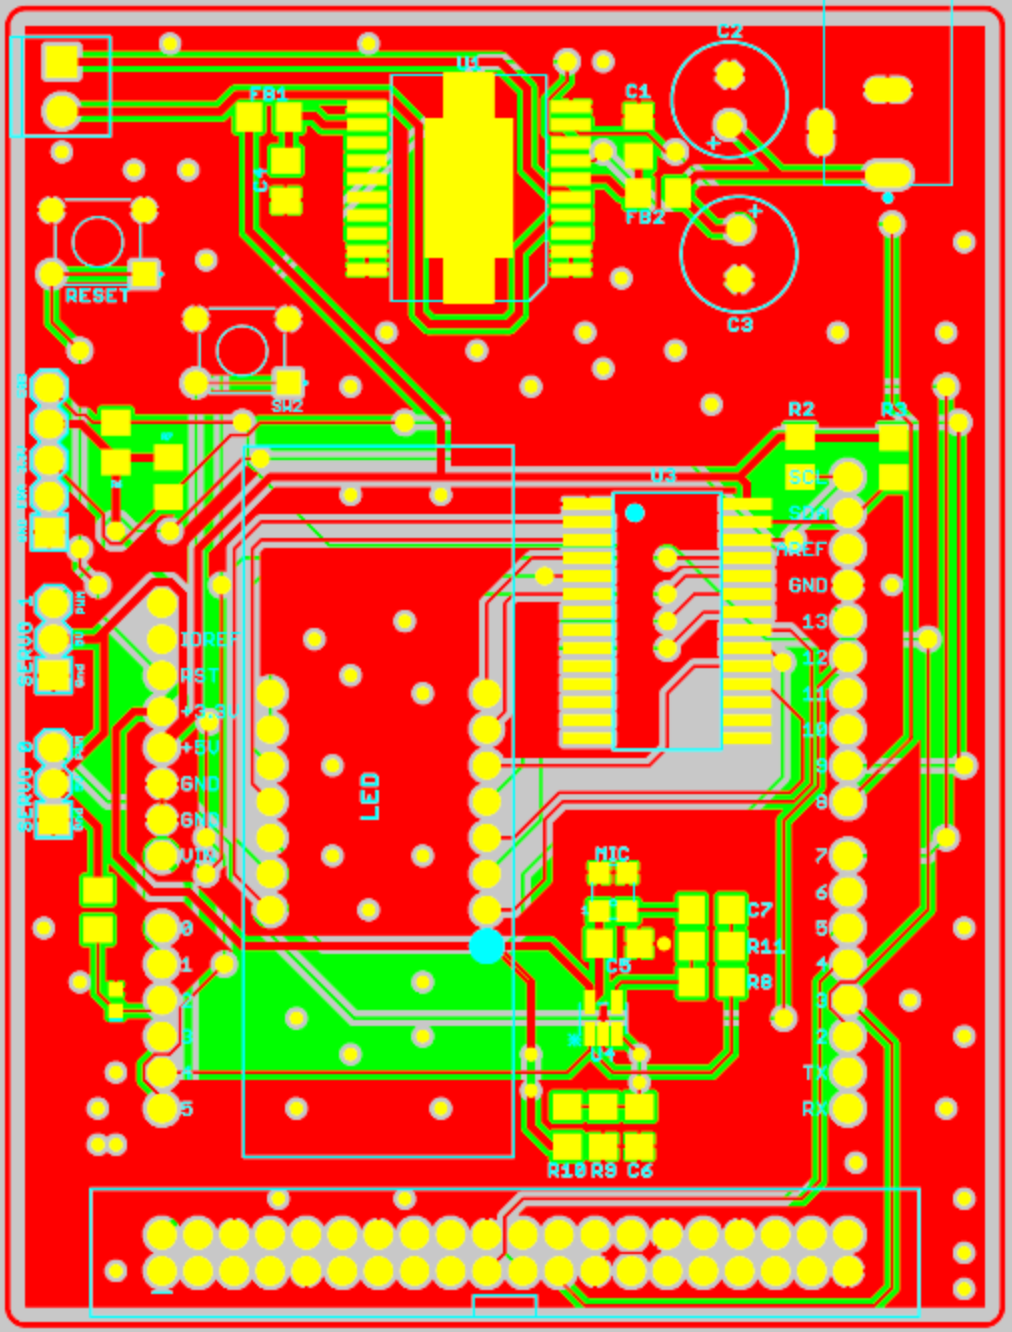 C2
U1
FB1
C1
+
C4
FB2
+
RESET
C3
SW2
R2
R3
U3
SCL
SDA
AREF
GND
1
PWM
13
SERVO
IOREF
12
Gnd
RST
11
+3.3V
10
0
+5V
9
SERVO
GND
8
LED
GND
VIN
MIC
7
6
C7
0
5
R11
C5
1
4
R8
2
3
3
2
U4
4
TX
5
RX
R10 R9 C6